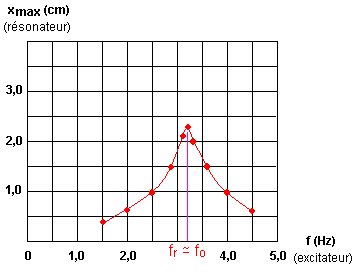 xmax (cm)
(résonateur)
3,0
2,0
1,0
fr ≃ fo
f (Hz)
0 1,0 2,0 3,0 4,0 5,0
(excitateur)